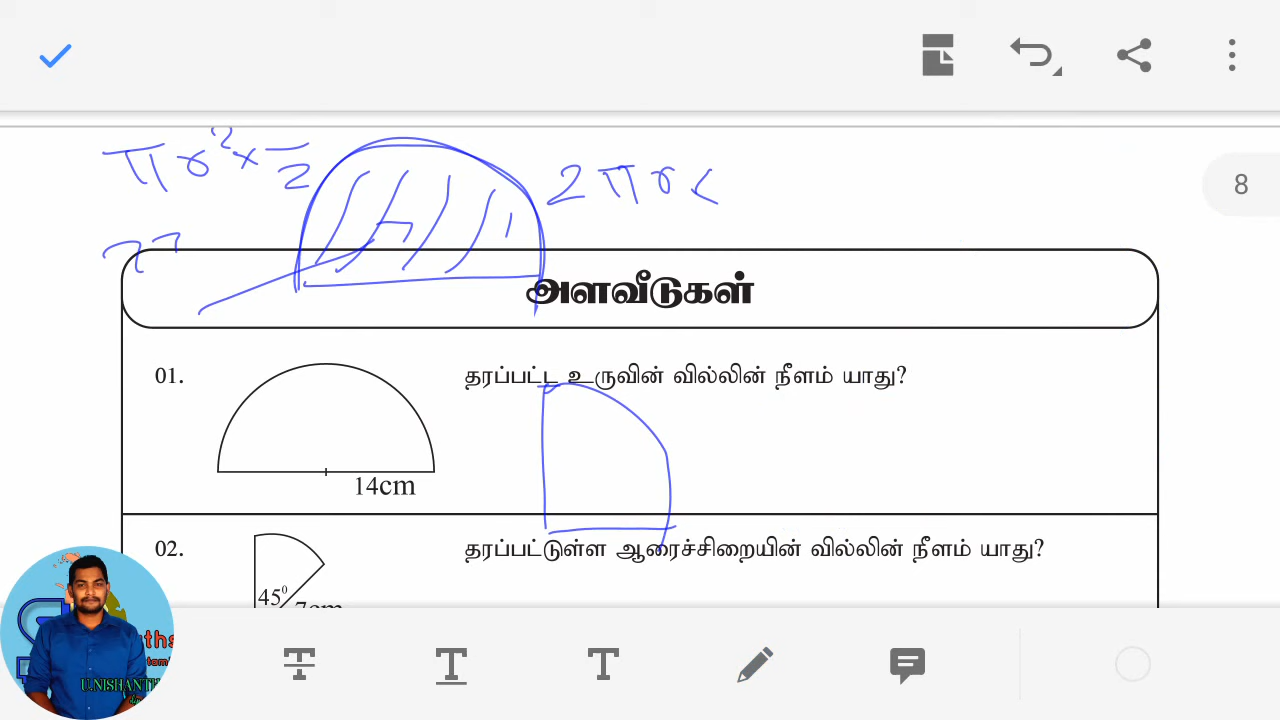 8
πr²×‾2
2πr<
அளவீடுகள்
01. தரப்பட்ட உருவின் வில்லின் நீளம் யாது?
14cm
02. தரப்பட்டுள்ள ஆரைச்சிறையின் வில்லின் நீளம் யாது?
45⁰
7cm
U.NISHANTH